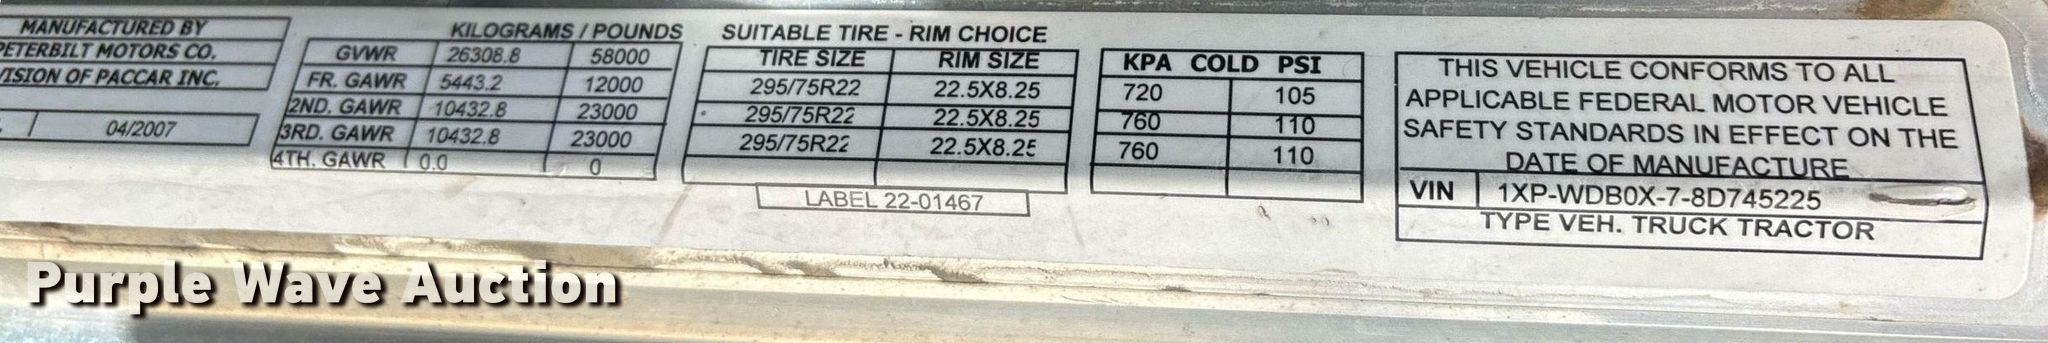 MANUFACTURED BY
PETERBILT MOTORS CO.
VISION OF PACCAR INC.
04/2007
KILOGRAMS / POUNDS
GVWR 26308.8 58000
FR. GAWR 5443.2 12000
2ND. GAWR 10432.8 23000
3RD. GAWR 10432.8 23000
4TH. GAWR 0.0 0
SUITABLE TIRE - RIM CHOICE
TIRE SIZE RIM SIZE
295/75R22 22.5X8.25
295/75R22 22.5X8.25
295/75R22 22.5X8.25
LABEL 22-01467
KPA COLD PSI
720 105
760 110
760 110
THIS VEHICLE CONFORMS TO ALL
APPLICABLE FEDERAL MOTOR VEHICLE
SAFETY STANDARDS IN EFFECT ON THE
DATE OF MANUFACTURE
VIN 1XP-WDB0X-7-8D745225
TYPE VEH. TRUCK TRACTOR
Purple Wave Auction